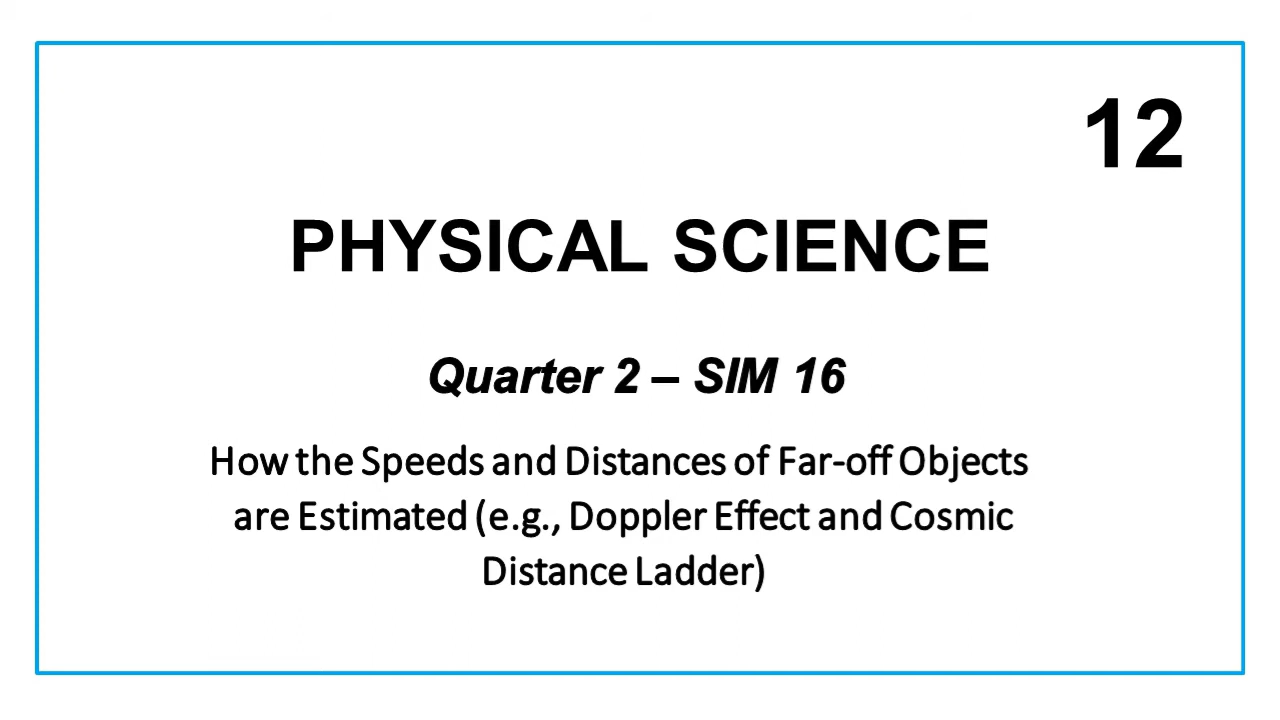 12
PHYSICAL SCIENCE
Quarter 2 – SIM 16
How the Speeds and Distances of Far-off Objects
are Estimated (e.g., Doppler Effect and Cosmic
Distance Ladder)